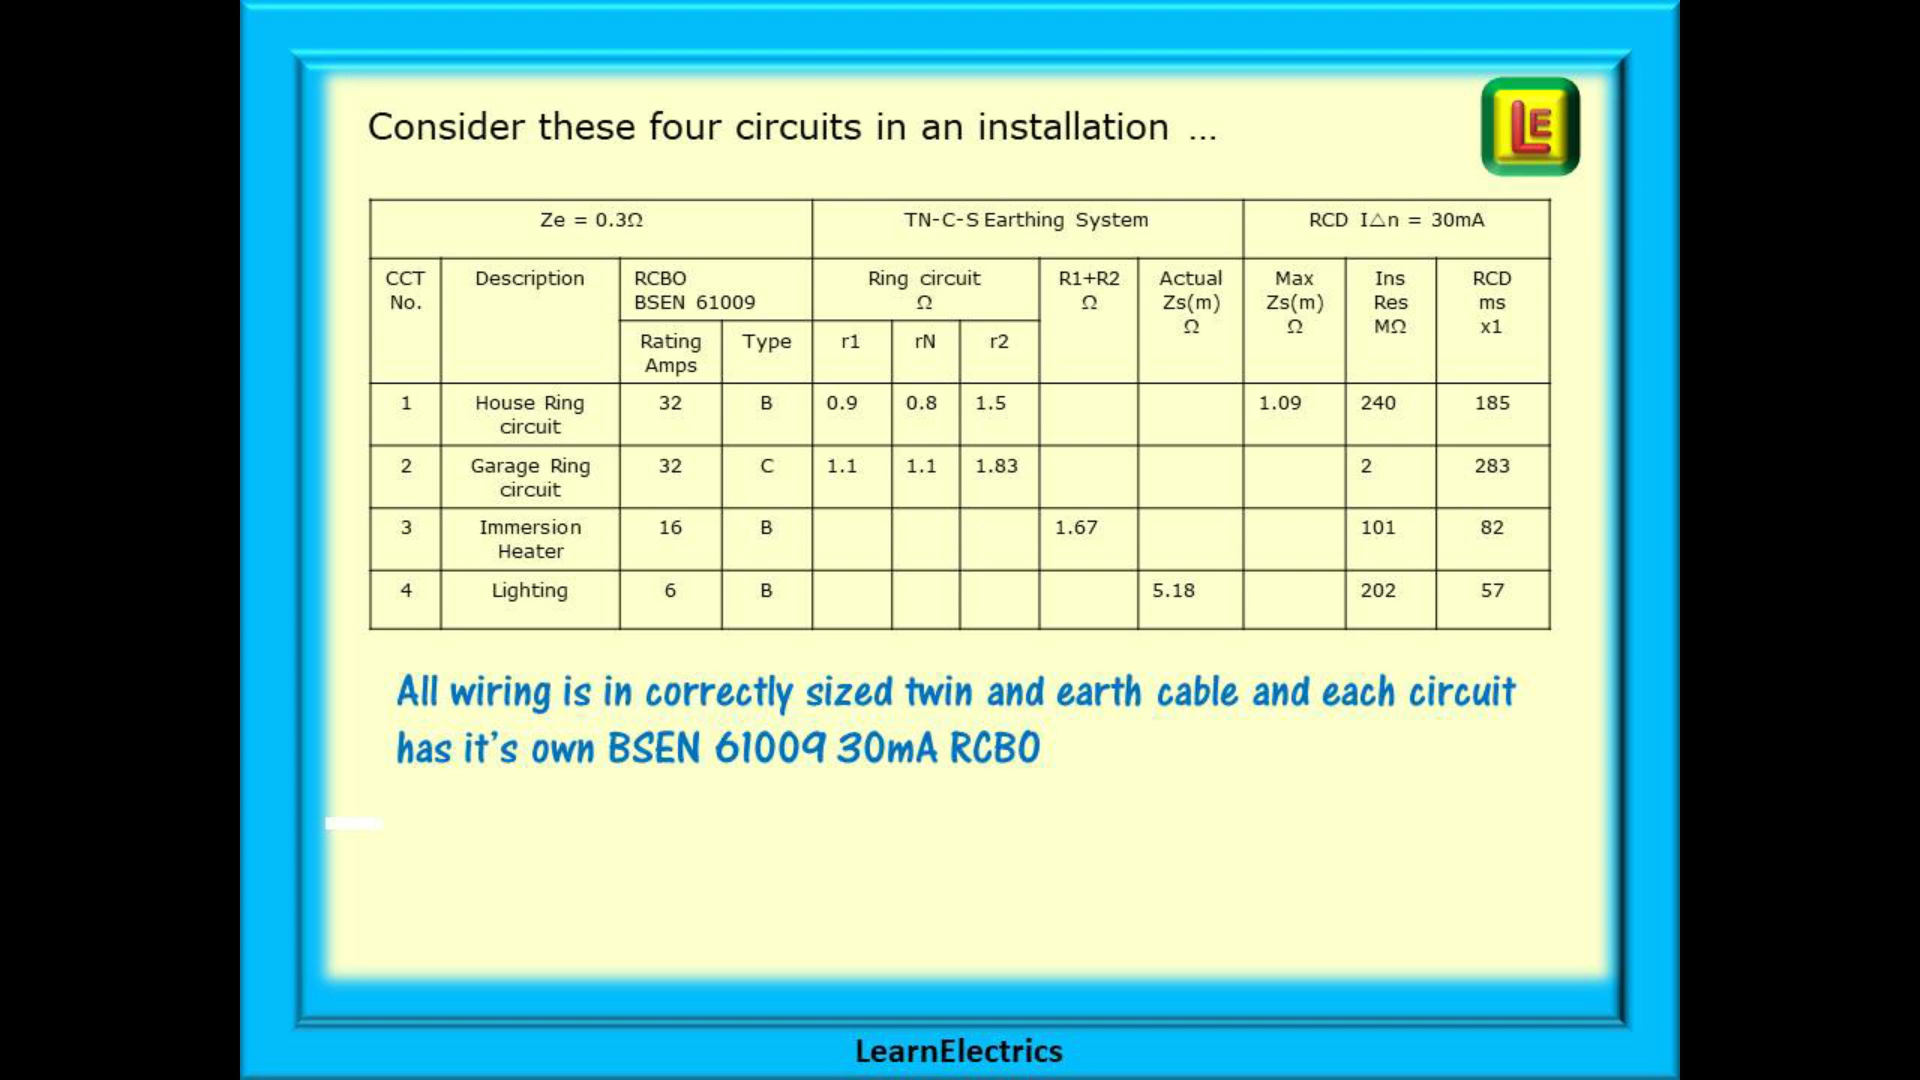 Consider these four circuits in an installation ...
LE
Ze = 0.3Ω TN-C-S Earthing System RCD I△n = 30mA
CCT No. Description RCBO BSEN 61009 Ring circuit Ω R1+R2 Ω Actual Zs(m) Ω Max Zs(m) Ω Ins Res MΩ RCD ms x1
Rating Amps Type r1 rN r2
1 House Ring circuit 32 B 0.9 0.8 1.5 1.09 240 185
2 Garage Ring circuit 32 C 1.1 1.1 1.83 2 283
3 Immersion Heater 16 B 1.67 101 82
4 Lighting 6 B 5.18 202 57
All wiring is in correctly sized twin and earth cable and each circuit
has it's own BSEN 61009 30mA RCBO
LearnElectrics